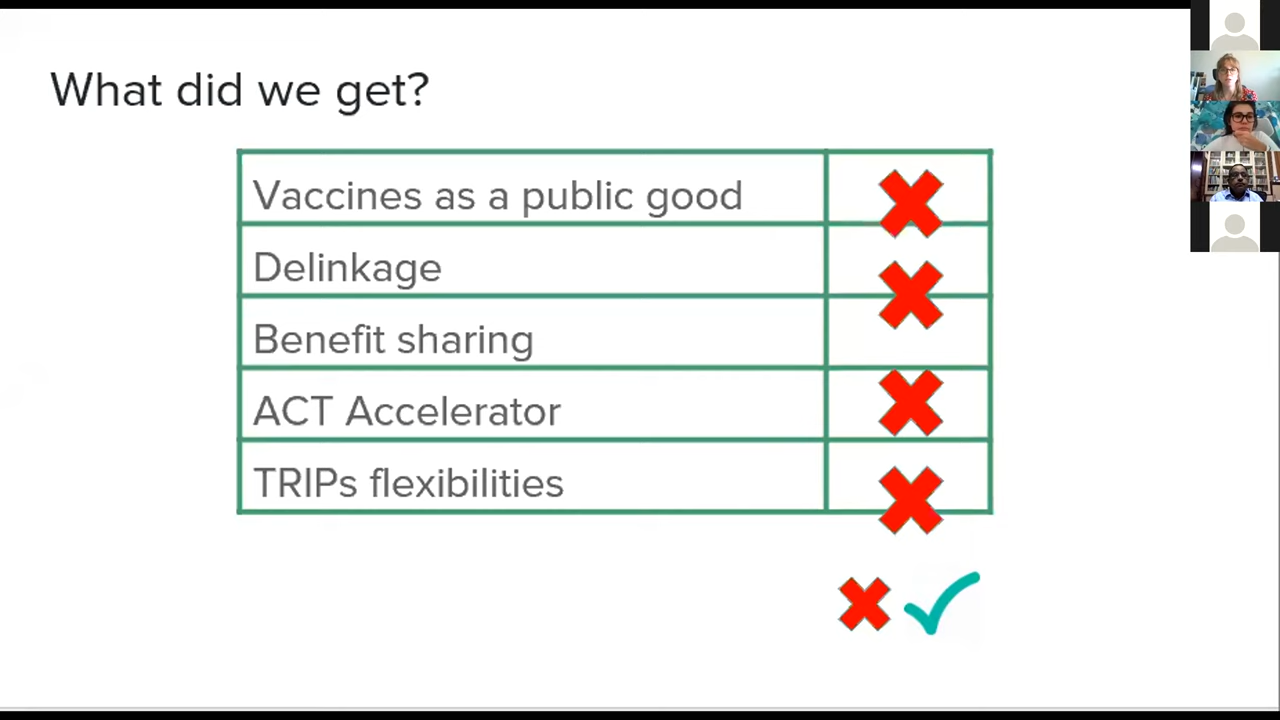 What did we get?
Vaccines as a public good
Delinkage
Benefit sharing
ACT Accelerator
TRIPs flexibilities